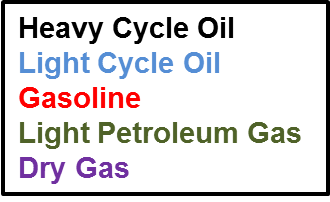 Heavy Cycle Oil
Light Cycle Oil
Gasoline
Light Petroleum Gas
Dry Gas